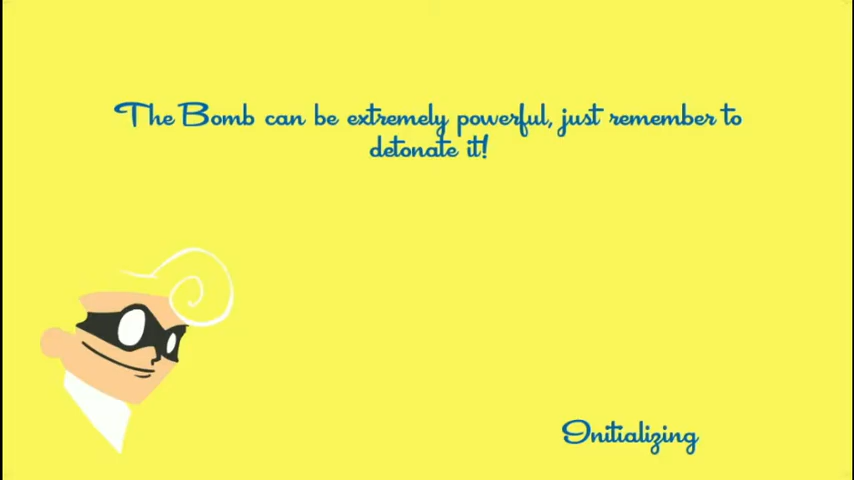 The Bomb can be extremely powerful, just remember to
detonate it!
Initializing